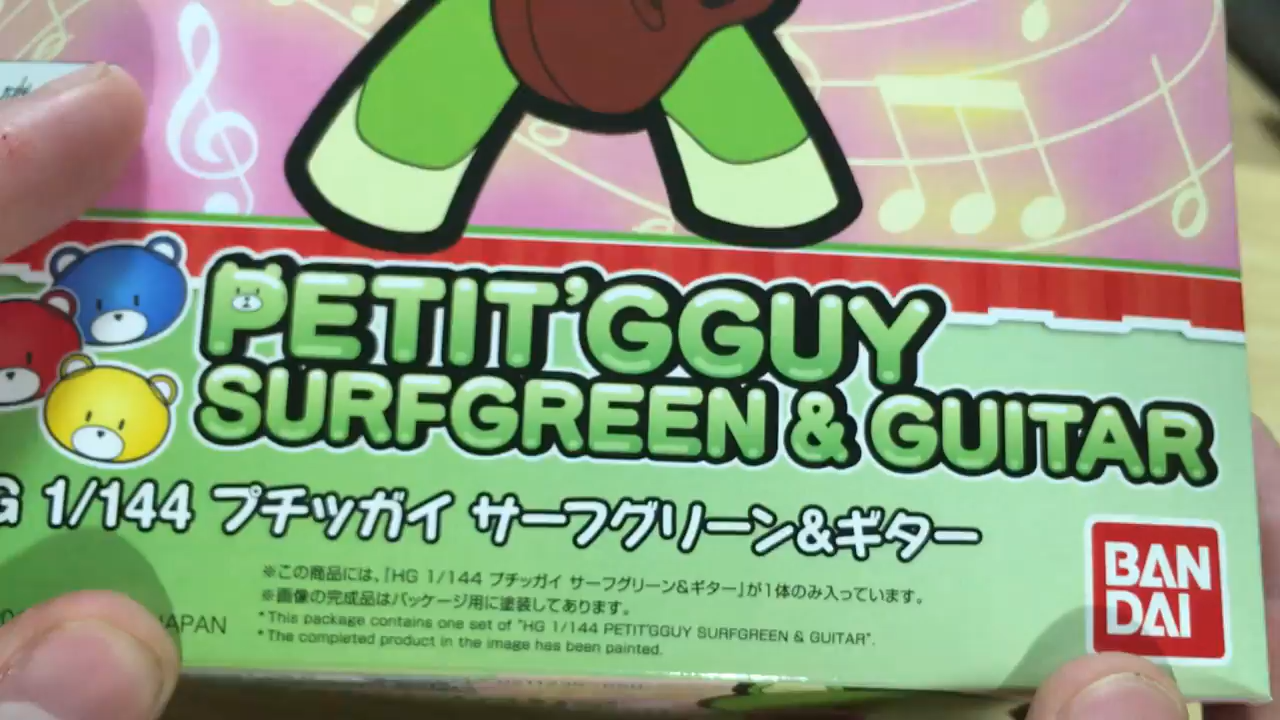 PETIT'GGUY
SURFGREEN & GUITAR
1/144 プチッガイ サーフグリーン&ギター
BAN
DAI
※この商品には、「HG 1/144 プチッガイ サーフグリーン&ギター」が1体のみ入っています。
※画像の完成品はパッケージ用に塗装してあります。
*This package contains one set of "HG 1/144 PETIT'GGUY SURFGREEN & GUITAR".
*The completed product in the image has been painted.
JAPAN